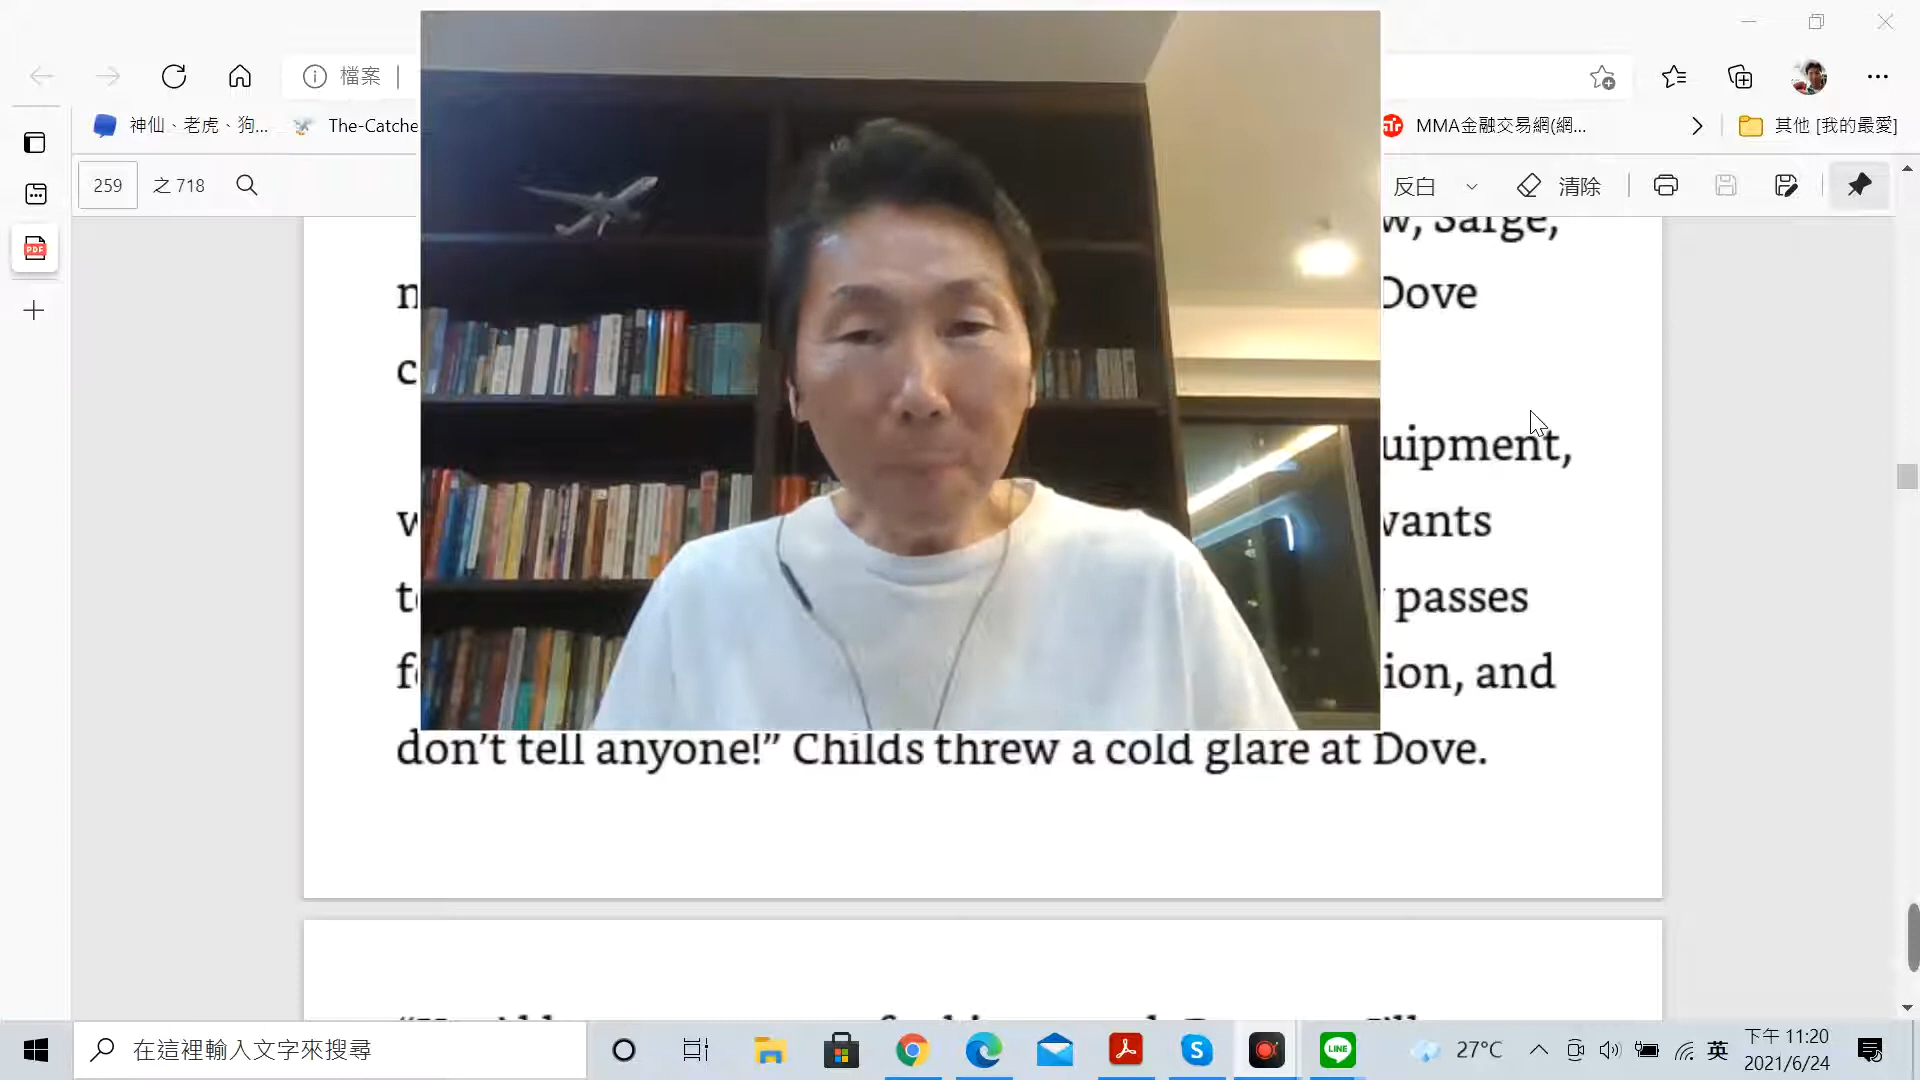 檔案
神仙、老虎、狗...
The-Catche
MMA金融交易網(網...
其他 [我的最愛]
259
之 718
反白
清除
Sarge,
Dove
uipment,
passes
ion, and
don’t tell anyone!” Childs threw a cold glare at Dove.
在這裡輸入文字來搜尋
27°C
英
下午 11:20
2021/6/24
PDF
LINE